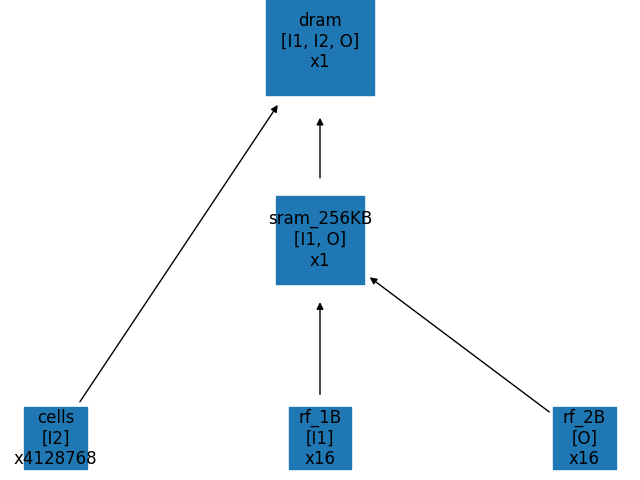 dram
[I1, I2, O]
x1
sram_256KB
[I1, O]
x1
cells
[I2]
x4128768
rf_1B
[I1]
x16
rf_2B
[O]
x16